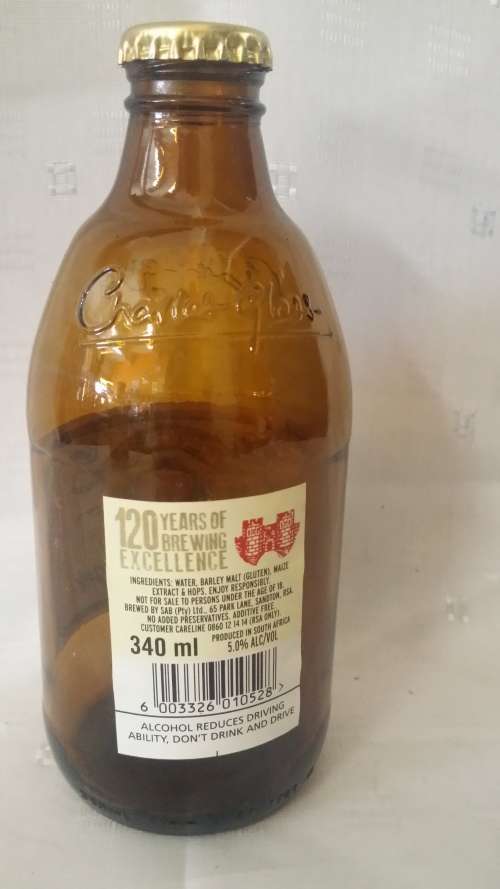 Charles Glass
120 YEARS OF
BREWING
EXCELLENCE
INGREDIENTS: WATER, BARLEY MALT (GLUTEN), MAIZE
EXTRACT & HOPS. ENJOY RESPONSIBLY.
NOT FOR SALE TO PERSONS UNDER THE AGE OF 18.
BREWED BY SAB (Pty) Ltd., 65 PARK LANE, SANDTON, RSA.
NO ADDED PRESERVATIVES. ADDITIVE FREE.
CUSTOMER CARELINE 0860 12 14 14 (RSA ONLY).
PRODUCED IN SOUTH AFRICA
340 ml 5.0% ALC/VOL
6 003326 010528 >
ALCOHOL REDUCES DRIVING
ABILITY, DON'T DRINK AND DRIVE